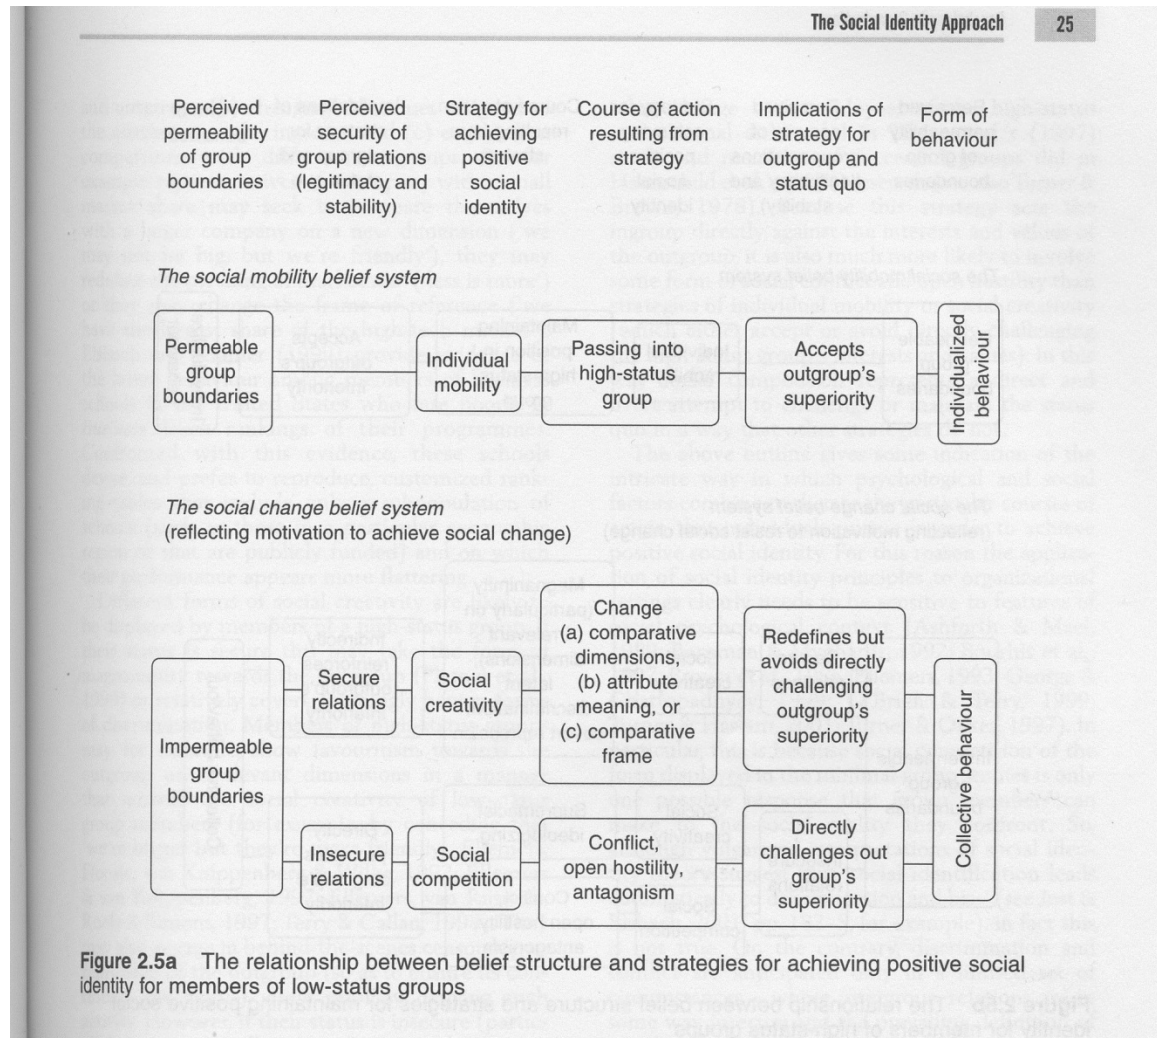 The Social Identity Approach 25
Perceived
permeability
of group
boundaries
Perceived
security of
group relations
(legitimacy and
stability)
Strategy for
achieving
positive
social
identity
Course of action
resulting from
strategy
Implications of
strategy for
outgroup and
status quo
Form of
behaviour
The social mobility belief system
Permeable
group
boundaries
Individual
mobility
Passing into
high-status
group
Accepts
outgroup's
superiority
Individualized
behaviour
The social change belief system
(reflecting motivation to achieve social change)
Impermeable
group
boundaries
Secure
relations
Social
creativity
Change
(a) comparative
dimensions,
(b) attribute
meaning, or
(c) comparative
frame
Redefines but
avoids directly
challenging
outgroup's
superiority
Insecure
relations
Social
competition
Conflict,
open hostility,
antagonism
Directly
challenges out
group's
superiority
Collective behaviour
Figure 2.5a The relationship between belief structure and strategies for achieving positive social
identity for members of low-status groups